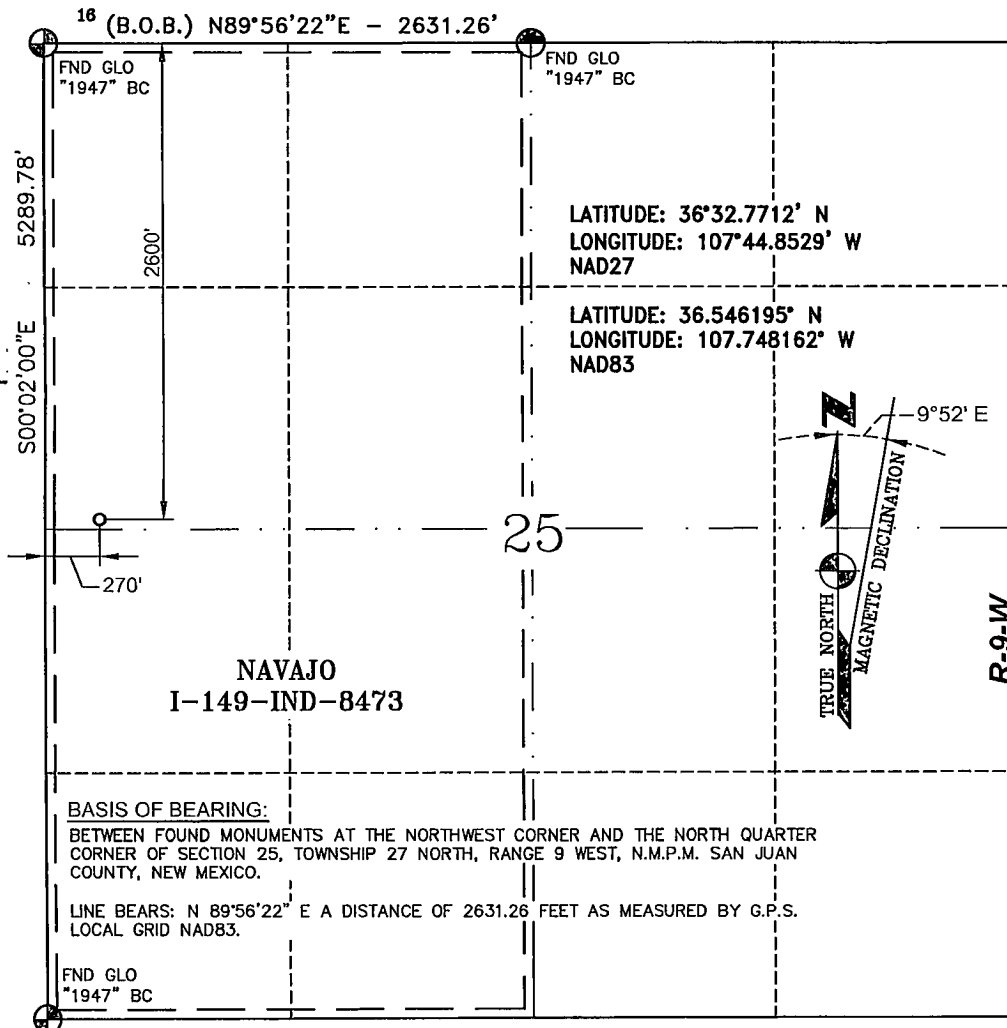 16 (B.O.B.) N89°56'22"E - 2631.26'
FND GLO
"1947" BC
FND GLO
"1947" BC
S00°02'00"E 5289.78'
2600'
LATITUDE: 36°32.7712' N
LONGITUDE: 107°44.8529' W
NAD27
LATITUDE: 36.546195° N
LONGITUDE: 107.748162° W
NAD83
N
9°52' E
TRUE NORTH
MAGNETIC DECLINATION
25
270'
R-9-W
NAVAJO
I-149-IND-8473
BASIS OF BEARING:
BETWEEN FOUND MONUMENTS AT THE NORTHWEST CORNER AND THE NORTH QUARTER
CORNER OF SECTION 25, TOWNSHIP 27 NORTH, RANGE 9 WEST, N.M.P.M. SAN JUAN
COUNTY, NEW MEXICO.
LINE BEARS: N 89°56'22" E A DISTANCE OF 2631.26 FEET AS MEASURED BY G.P.S.
LOCAL GRID NAD83.
FND GLO
"1947" BC